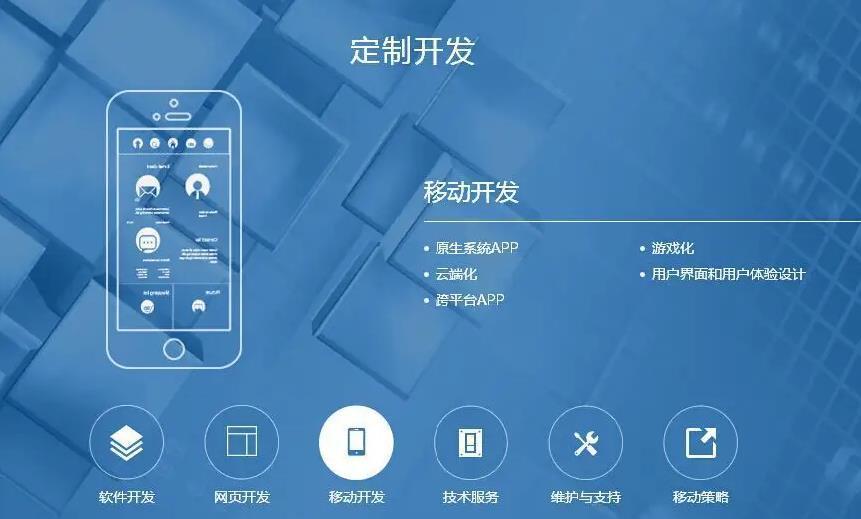 定制开发
移动开发
原生系统APP
游戏化
云端化
用户界面和用户体验设计
跨平台APP
软件开发
网页开发
移动开发
技术服务
维护与支持
移动策略